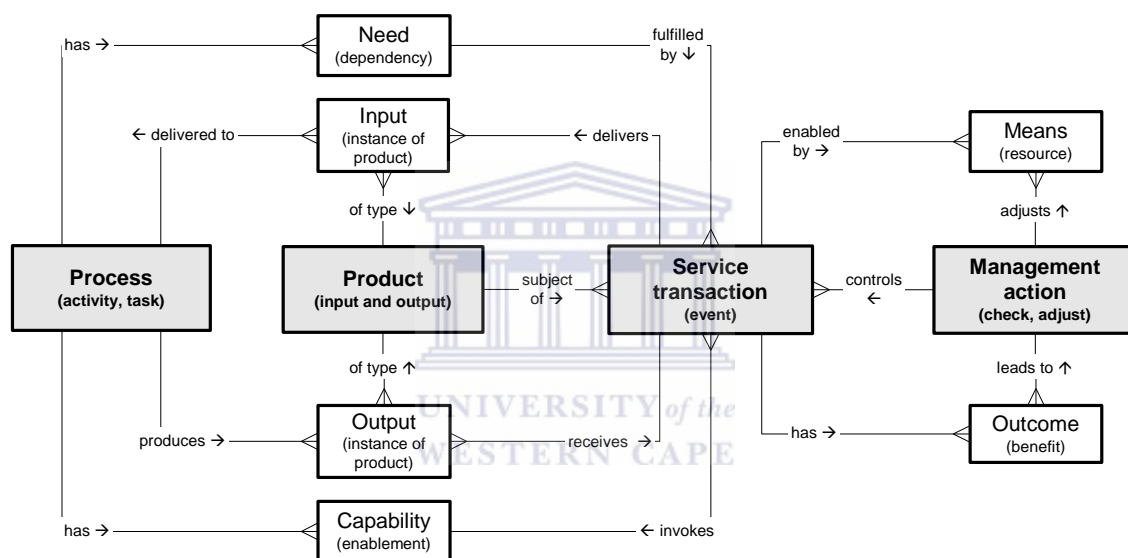 has →
Need
(dependency)
fulfilled
by ↓
← delivered to
Input
(instance of
product)
← delivers
enabled
by →
Means
(resource)
of type ↓
adjusts ↑
Process
(activity, task)
Product
(input and output)
subject
of →
Service
transaction
(event)
controls
←
Management
action
(check, adjust)
of type ↑
leads to ↑
UNIVERSITY of the
WESTERN CAPE
produces →
Output
(instance of
product)
receives →
has →
Outcome
(benefit)
has →
Capability
(enablement)
← invokes